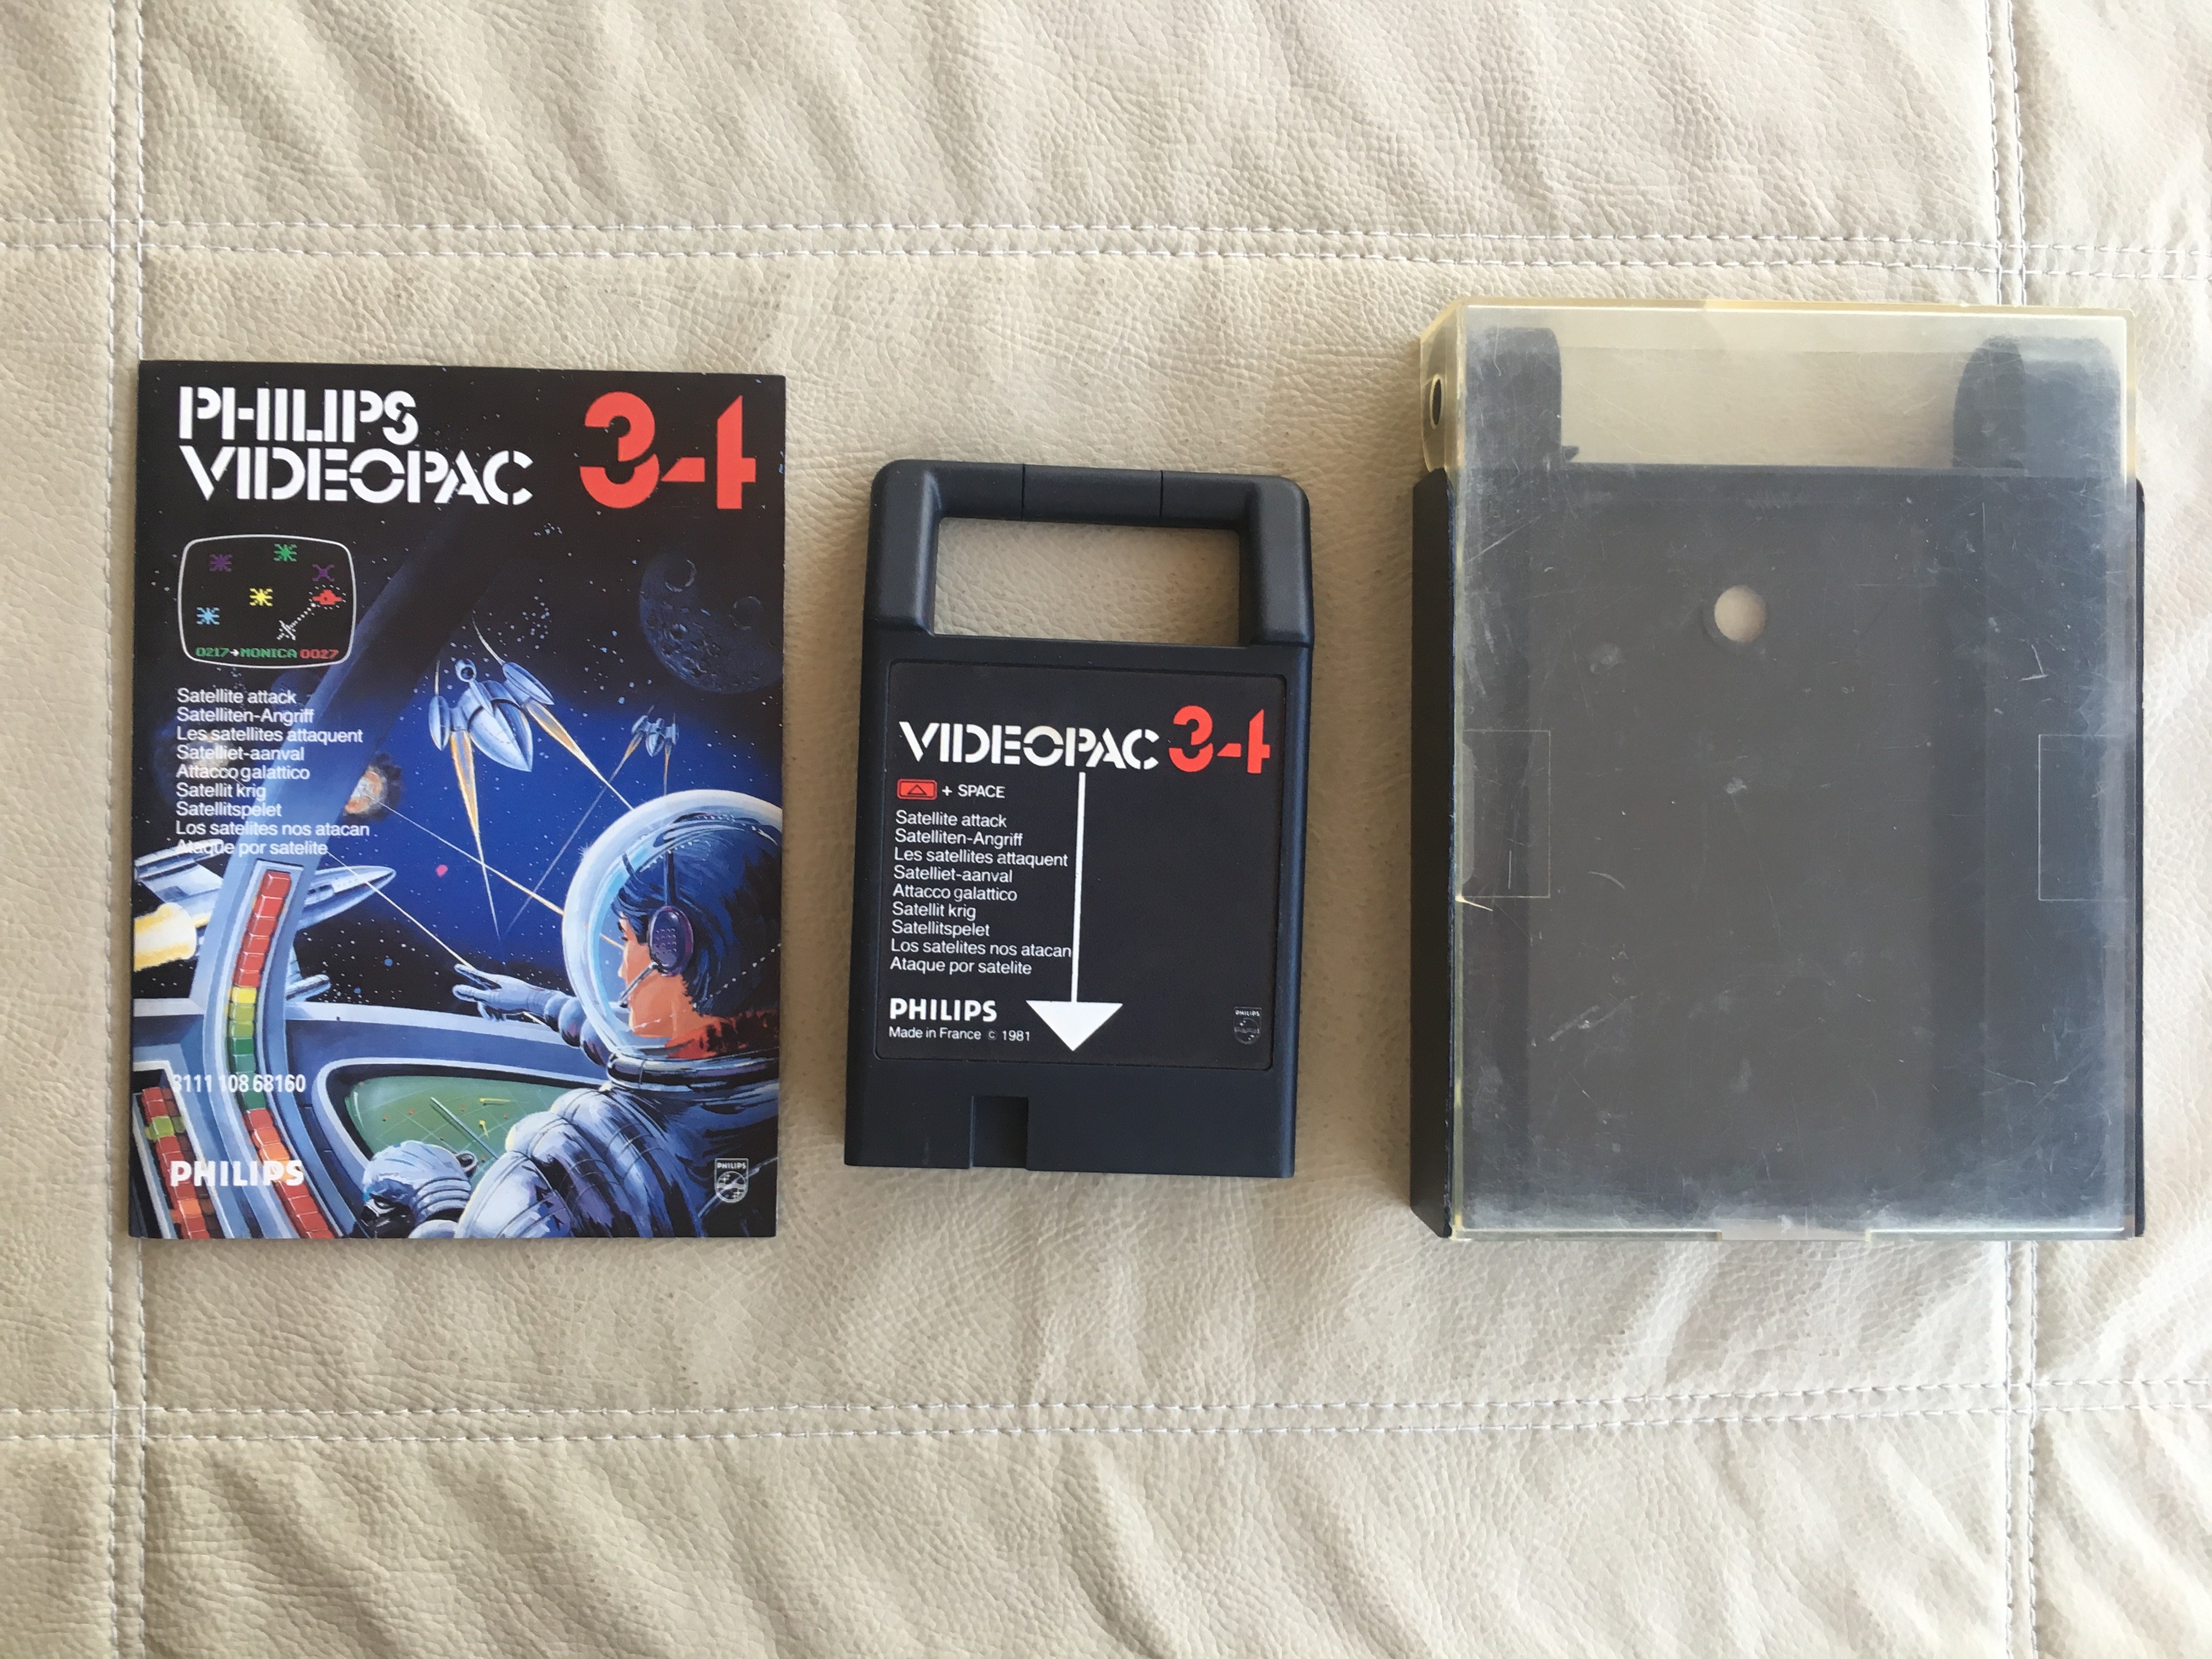 PHILIPS
VIDEOPAC 34
0217→MONICA 0027
Satellite attack
Satelliten-Angriff
Les satellites attaquent
Satelliet-aanval
Attacco galattico
Satellit krig
Satellitspelet
Los satelites nos atacan
Ataque por satelite
3111 108 68160
PHILIPS
PHILIPS
VIDEOPAC 34
+ SPACE
Satellite attack
Satelliten-Angriff
Les satellites attaquent
Satelliet-aanval
Attacco galattico
Satellit krig
Satellitspelet
Los satelites nos atacan
Ataque por satelite
PHILIPS
Made in France © 1981
PHILIPS